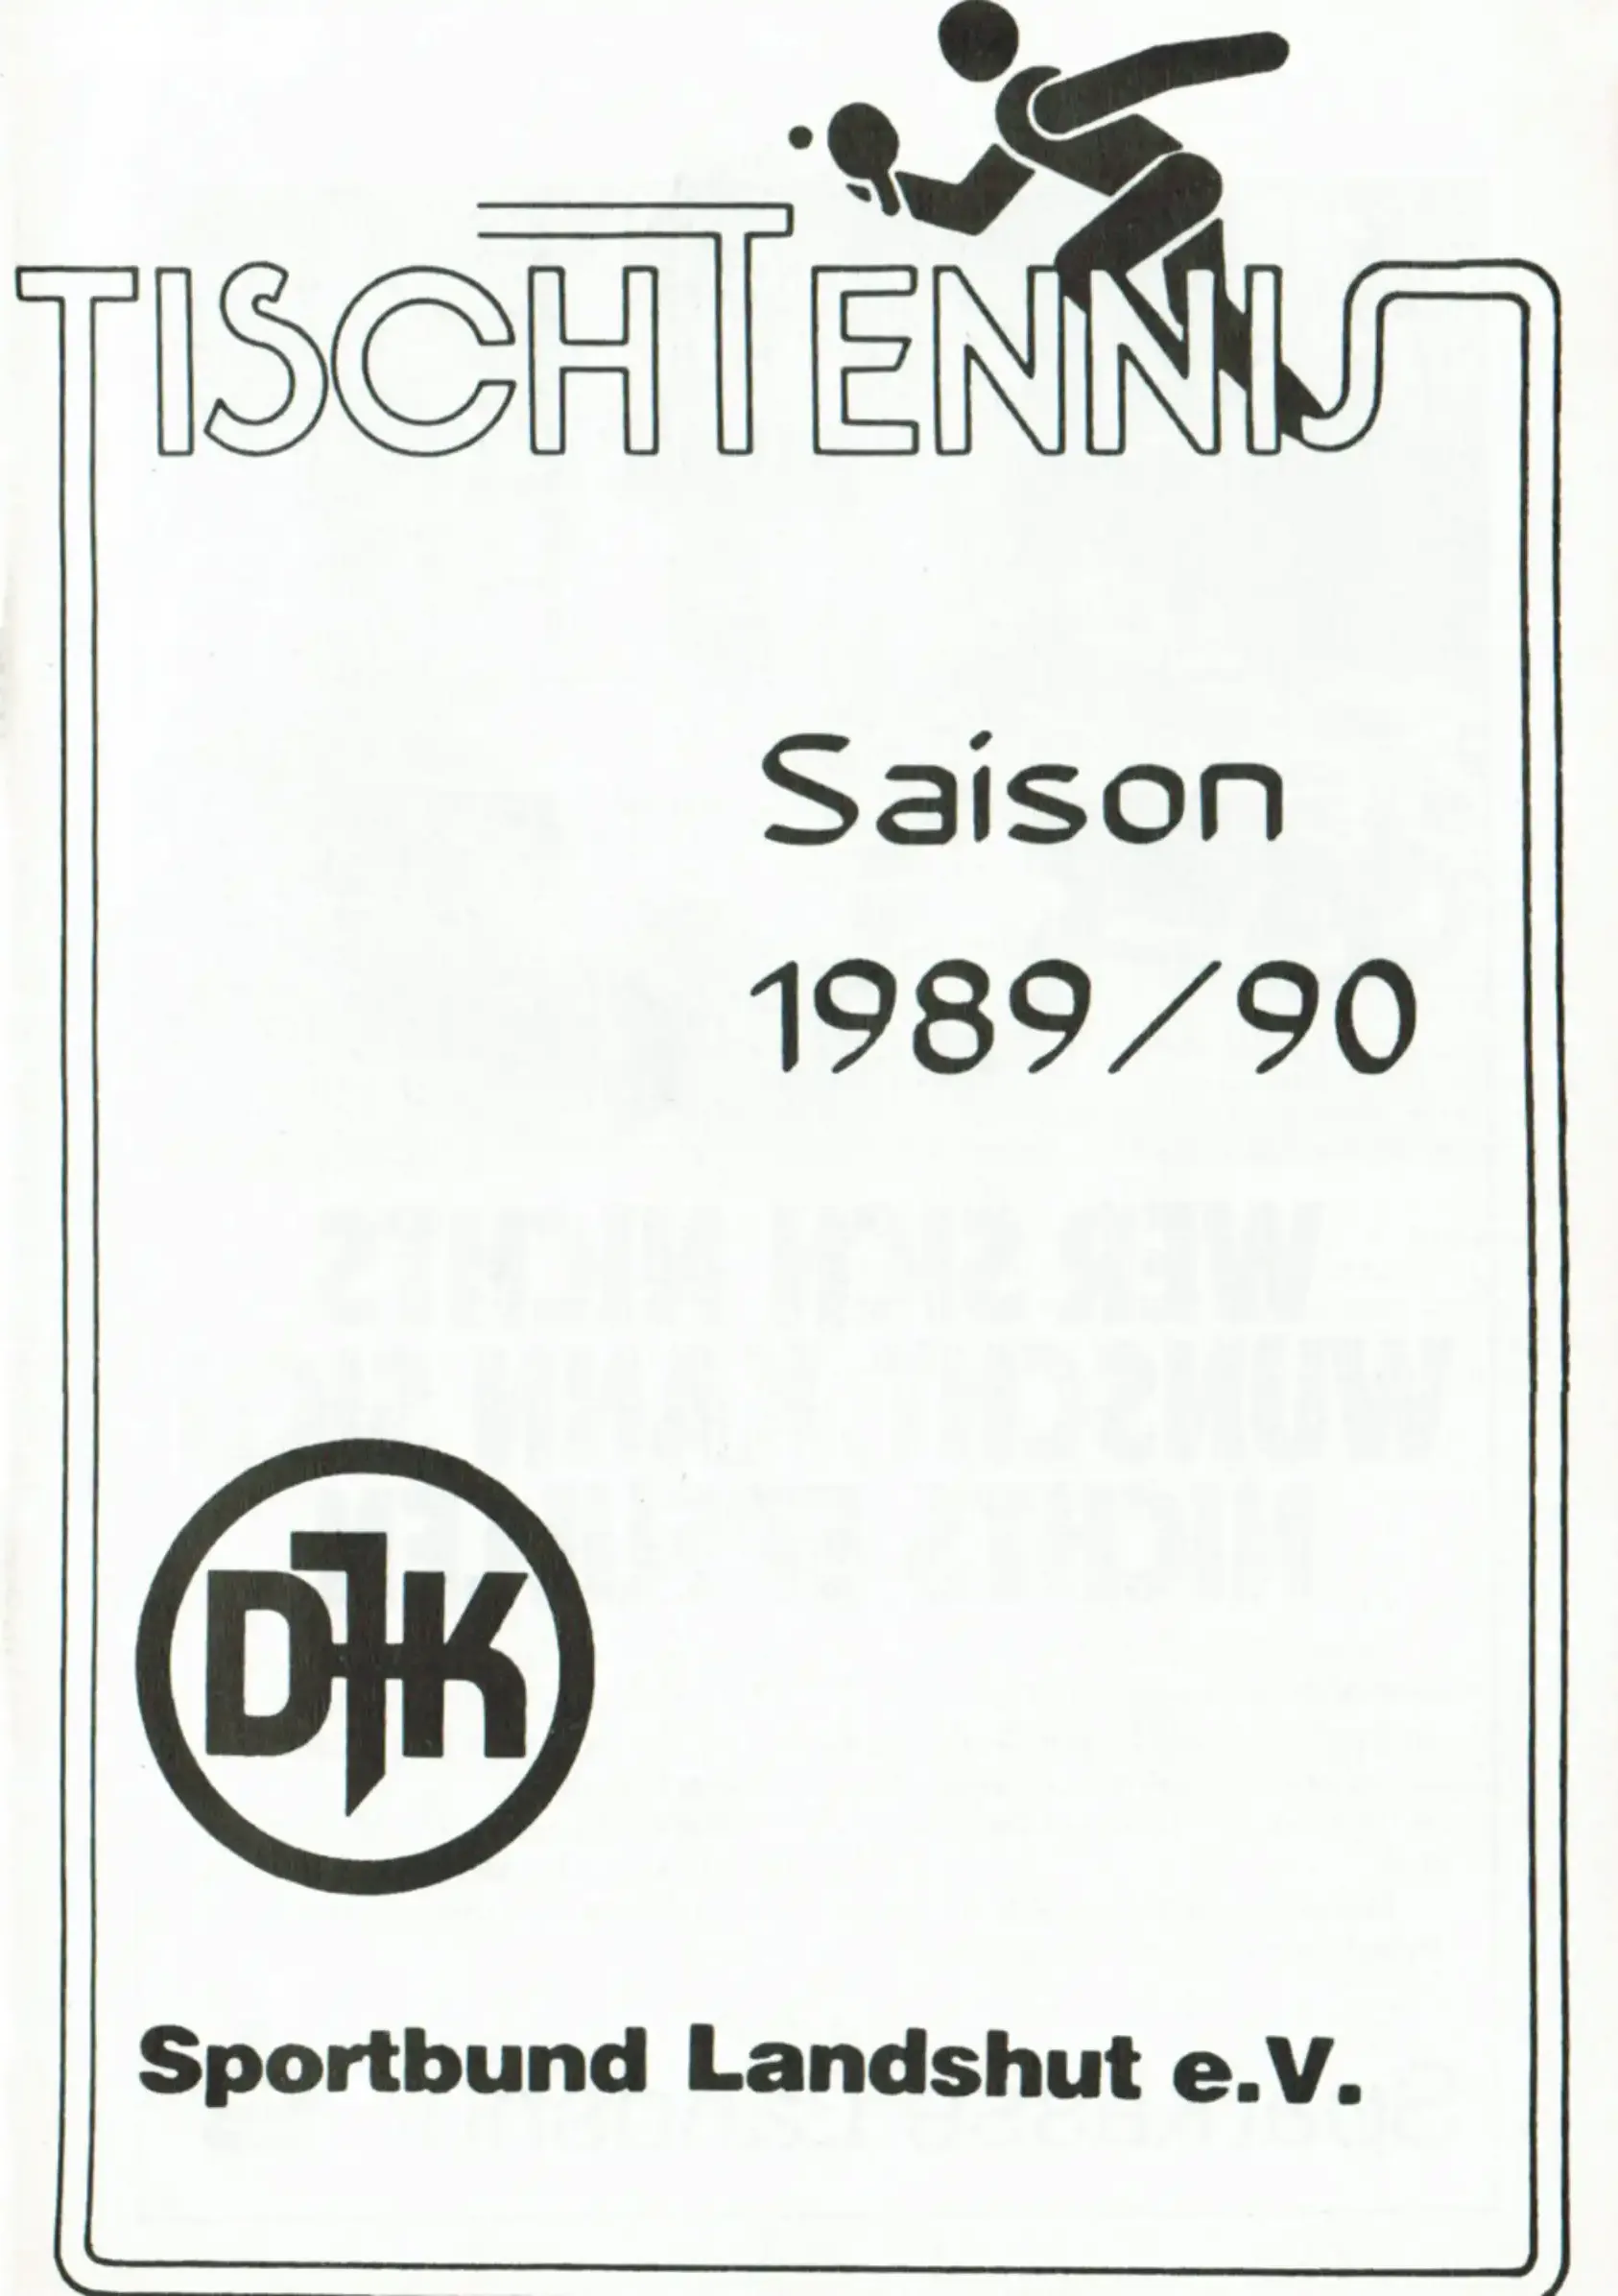 TISCHTENNIS
Saison
1989/90
DJK
Sportbund Landshut e.V.